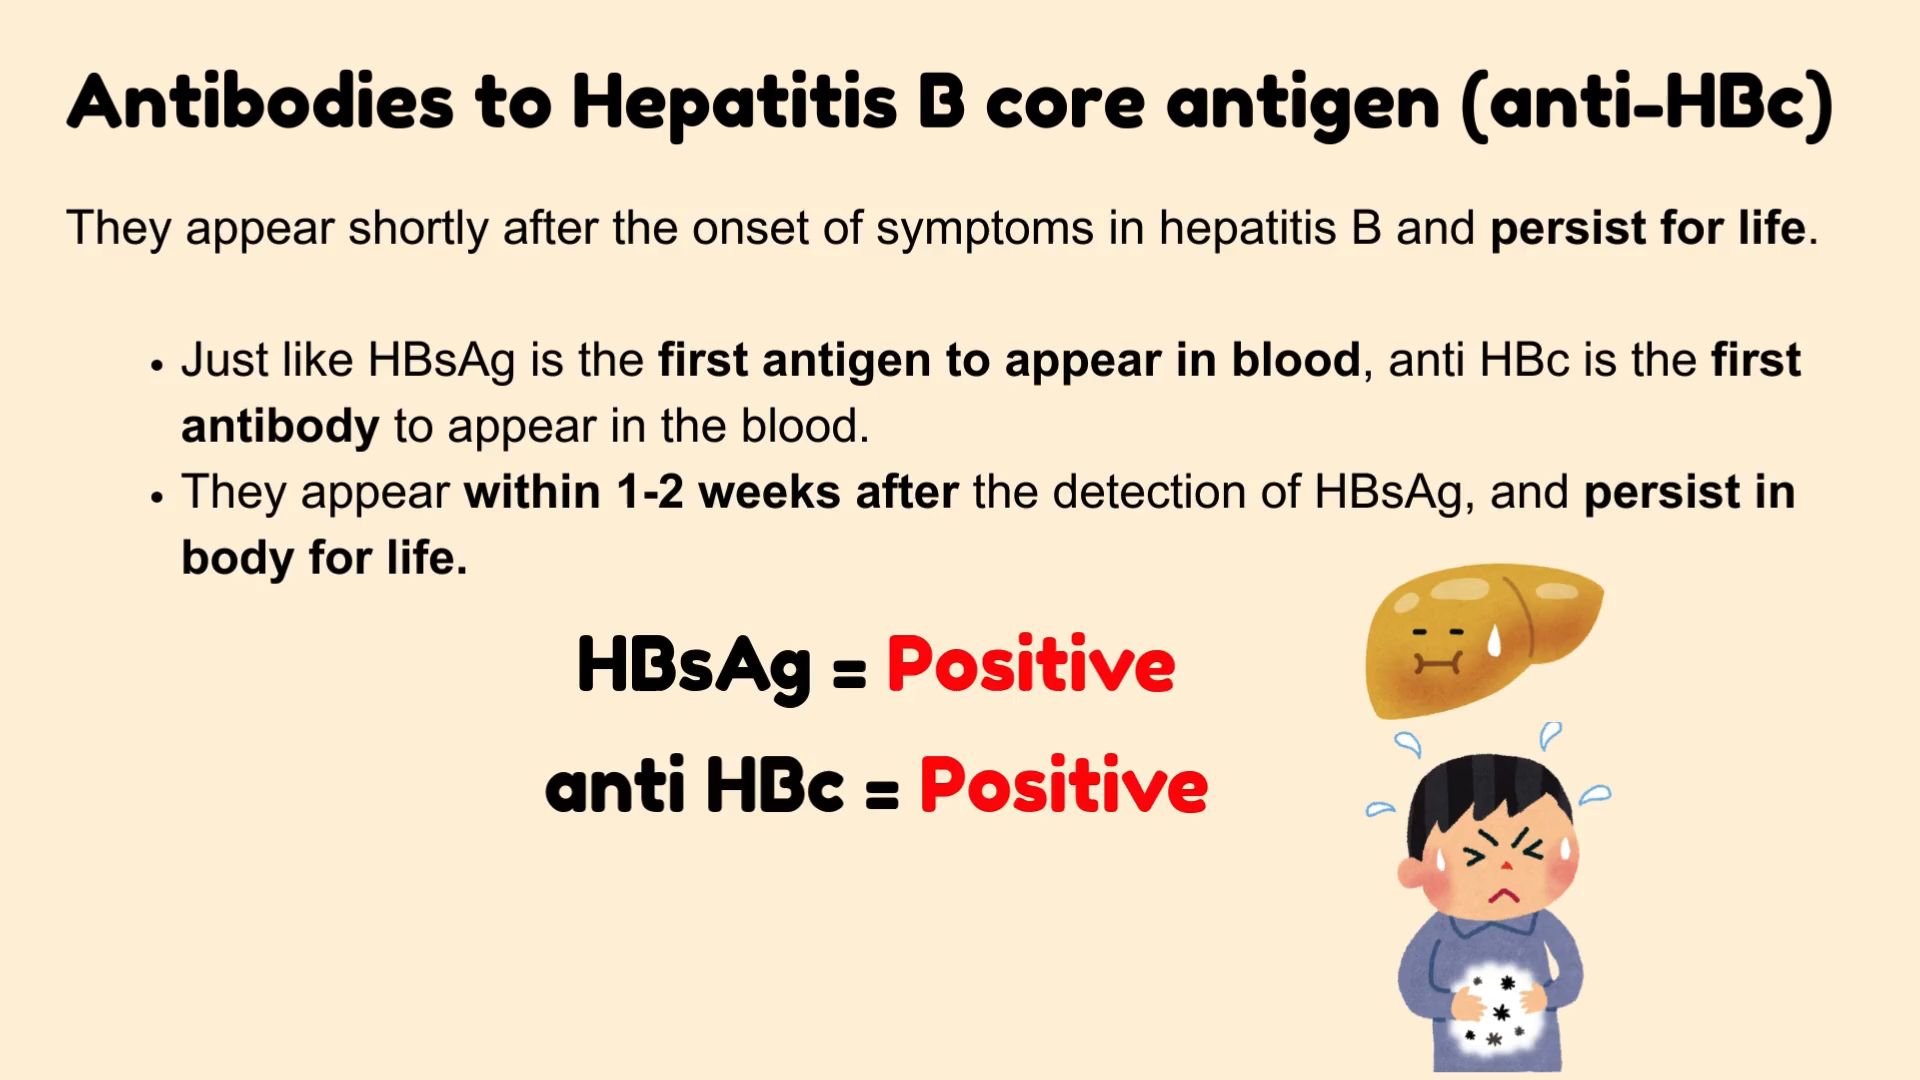 Antibodies to Hepatitis B core antigen (anti-HBc)
They appear shortly after the onset of symptoms in hepatitis B and persist for life.
• Just like HBsAg is the first antigen to appear in blood, anti HBc is the first
antibody to appear in the blood.
• They appear within 1-2 weeks after the detection of HBsAg, and persist in
body for life.
HBsAg = Positive
anti HBc = Positive